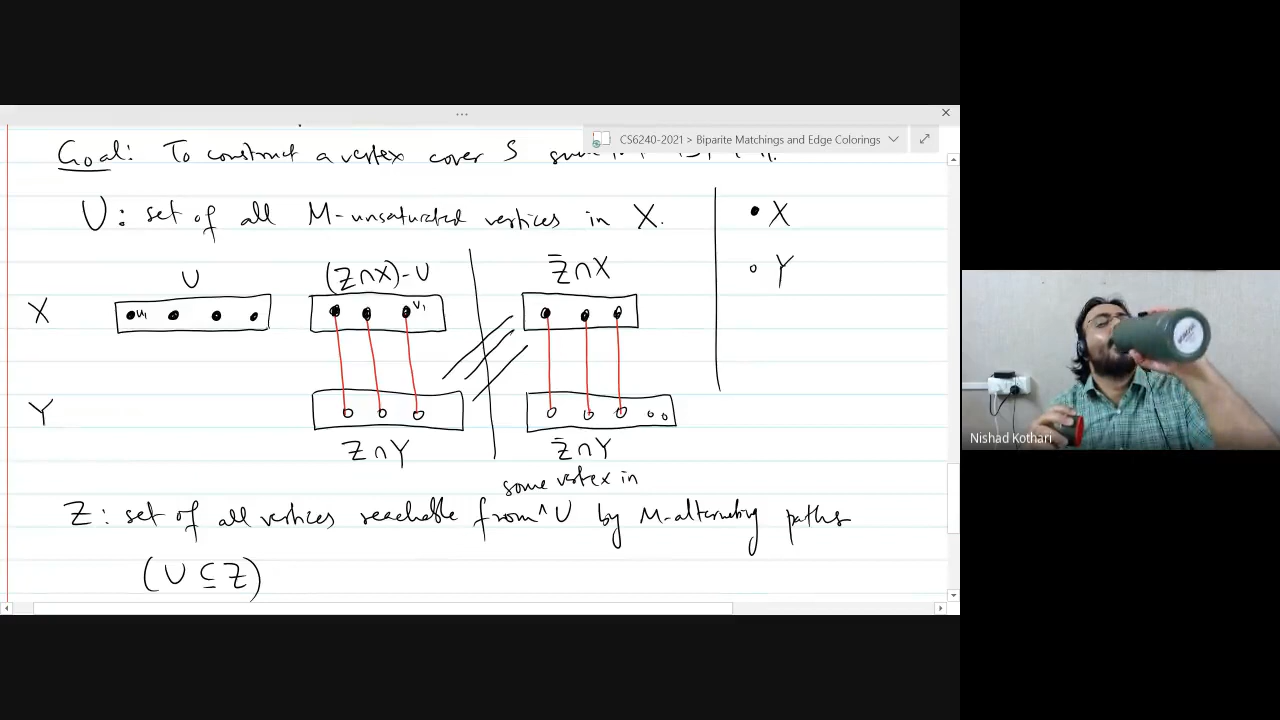 CS6240-2021 > Biparite Matchings and Edge Colorings
Goal: To construct a vertex cover S
U: set of all M-unsaturated vertices in X.
X
Y
U (Z∩X)-U Z̄∩X
X u₁ v₁
Y
Z∩Y Z̄∩Y
some vertex in
Z: set of all vertices reachable from ^ U by M-alternating paths
(U ⊆ Z)
Nishad Kothari